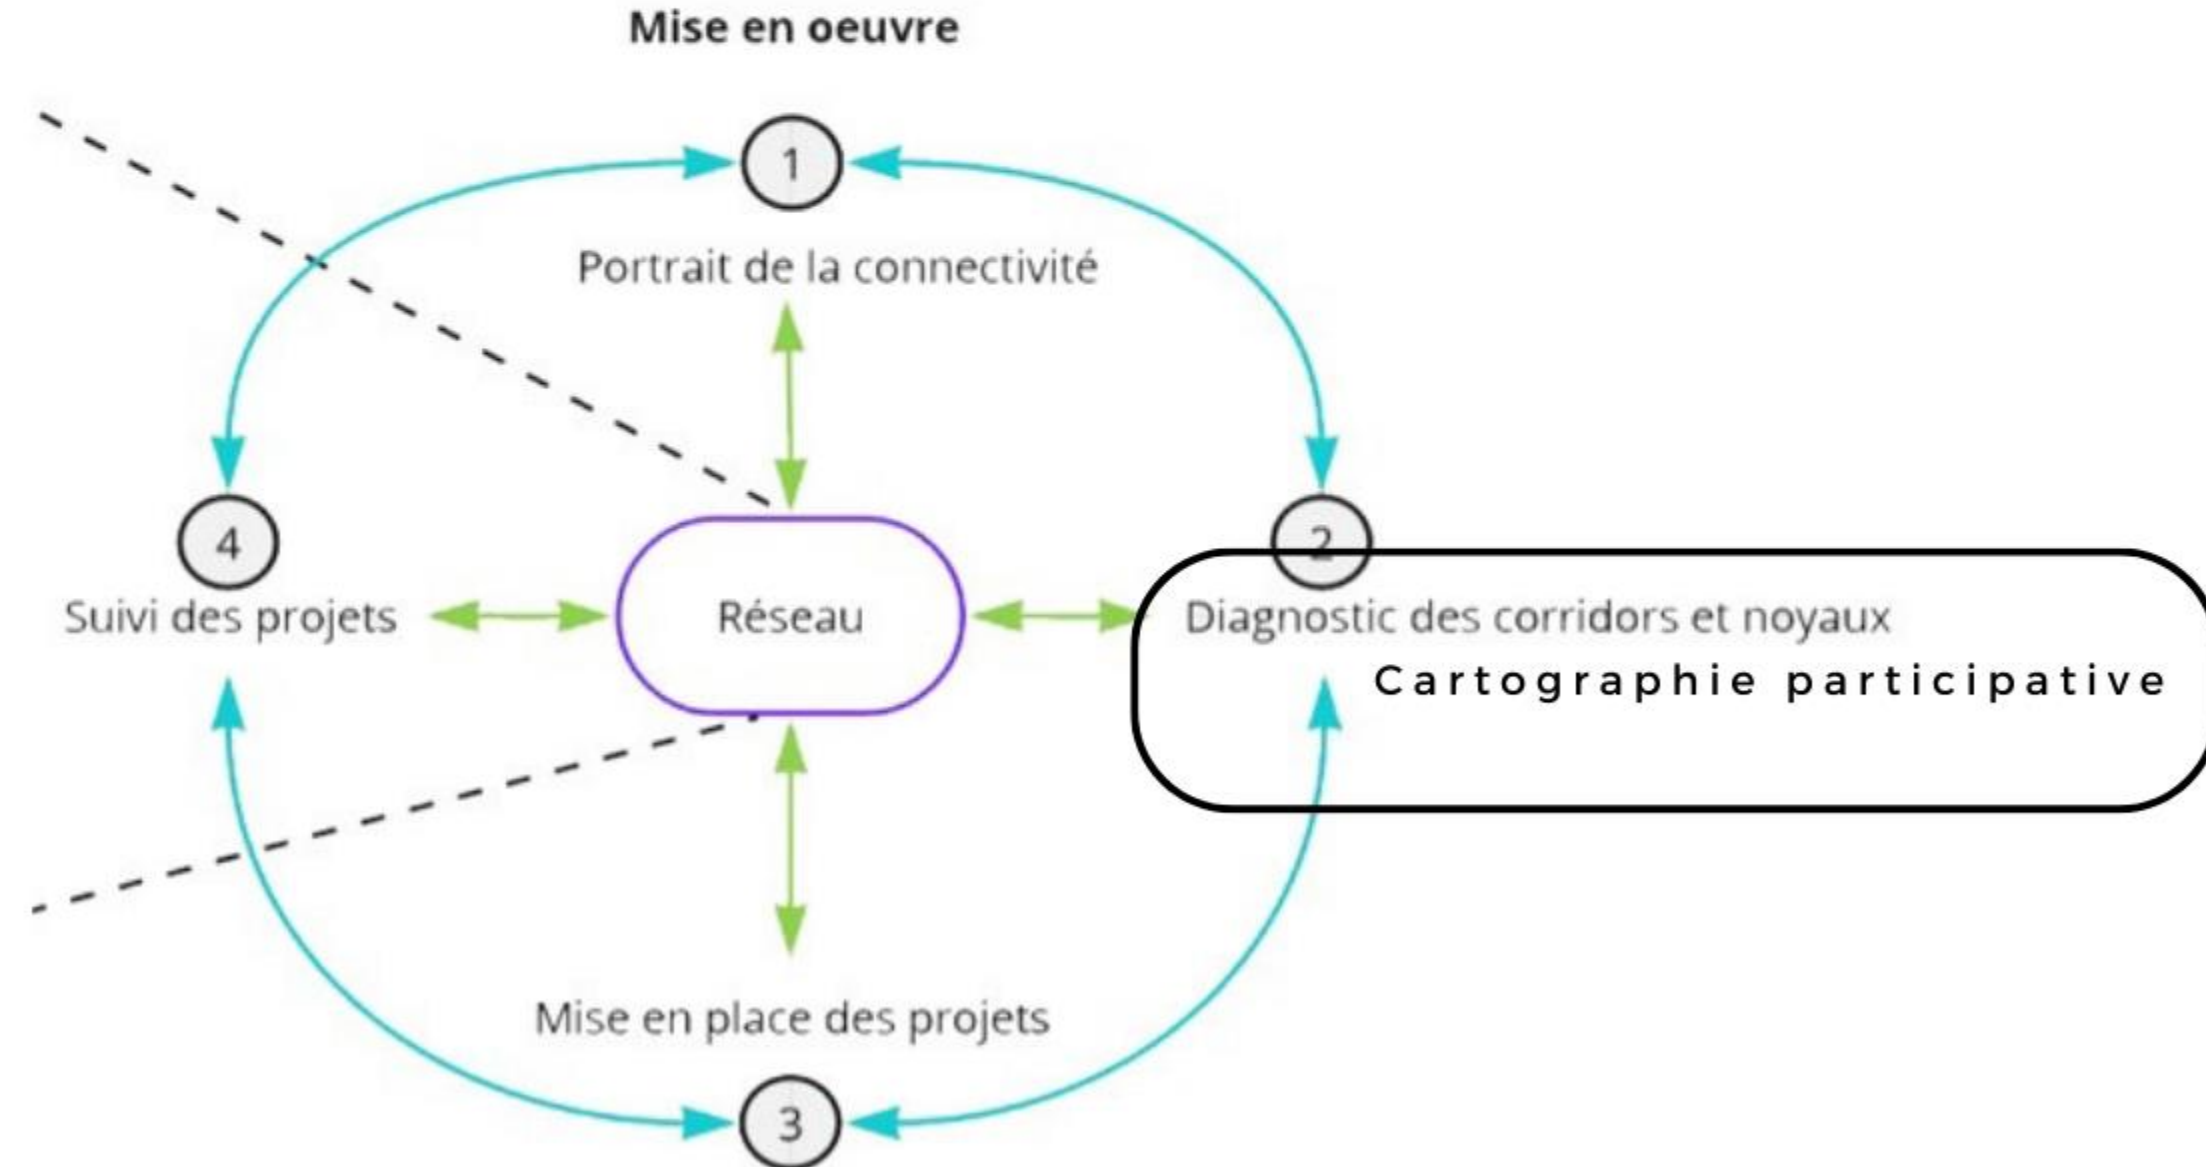 Mise en oeuvre
1
Portrait de la connectivité
4
2
Suivi des projets
Réseau
Diagnostic des corridors et noyaux
Cartographie participative
Mise en place des projets
3